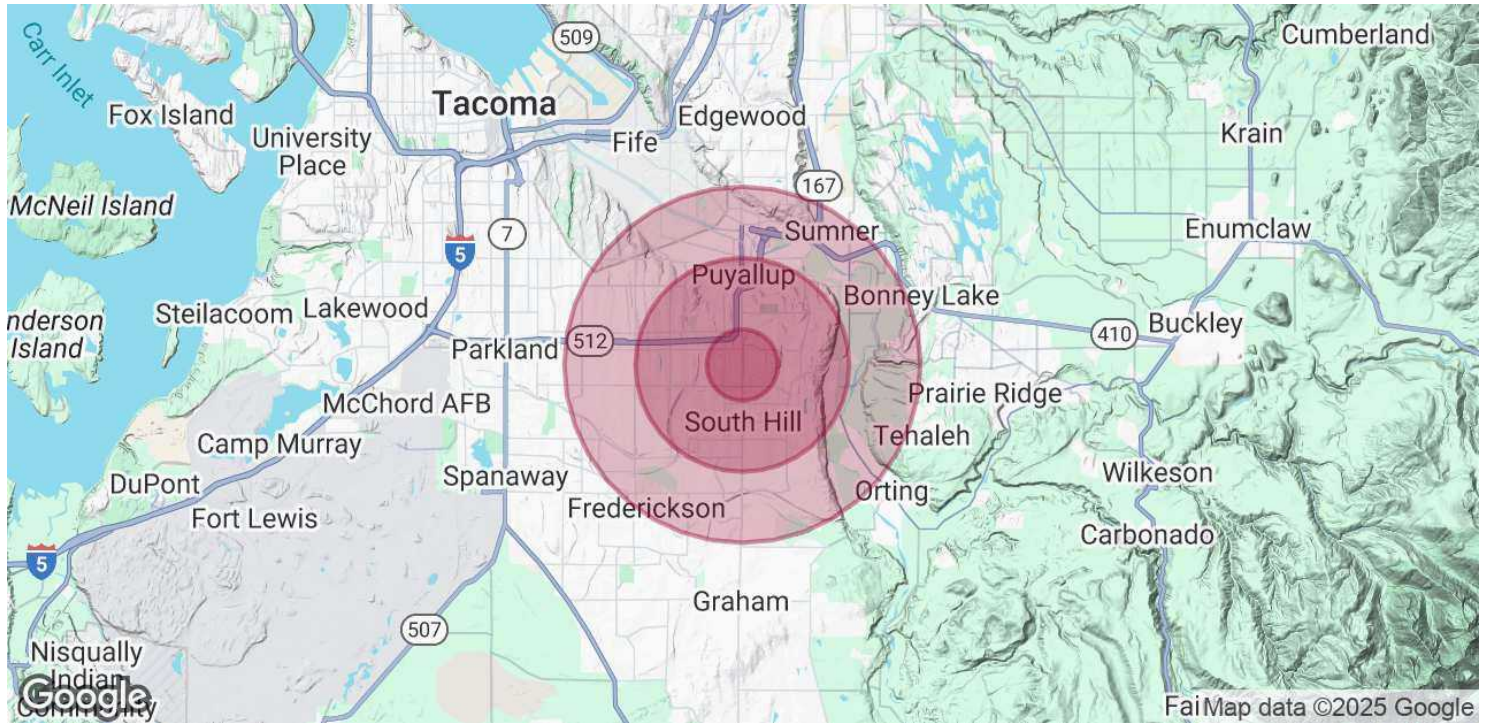 Carr Inlet
509
Cumberland
Tacoma
Fox Island
Edgewood
University
Place
Fife
Krain
McNeil Island
167
7
Sumner
Enumclaw
5
Puyallup
Bonney Lake
nderson
Island
Steilacoom
Lakewood
512
410
Buckley
Parkland
McChord AFB
Prairie Ridge
South Hill
Tehaleh
Camp Murray
DuPont
Spanaway
Wilkeson
Orting
Frederickson
Fort Lewis
Carbonado
5
Graham
507
Nisqually
Indian
Community
Google
Fai
Map data ©2025 Google